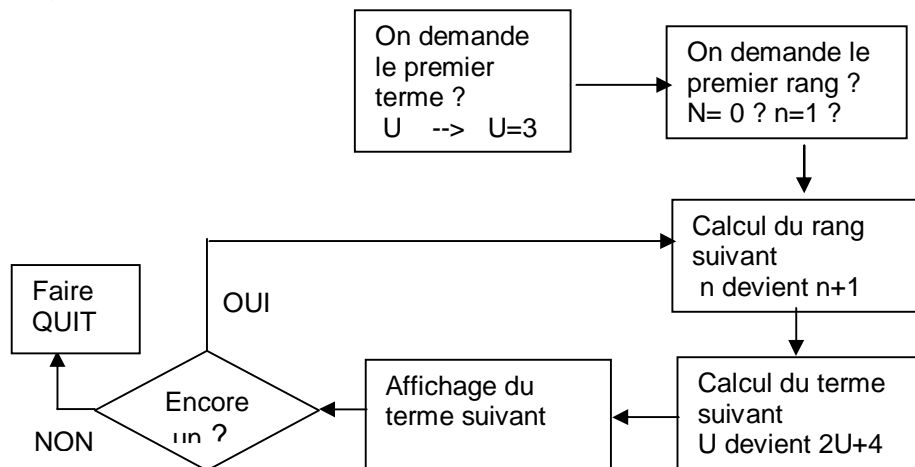 On demande
le premier
terme ?
U --> U=3
On demande le
premier rang ?
N= 0 ? n=1 ?
Calcul du rang
suivant
n devient n+1
Calcul du terme
suivant
U devient 2U+4
Affichage du
terme suivant
Encore
un ?
OUI
NON
Faire
QUIT